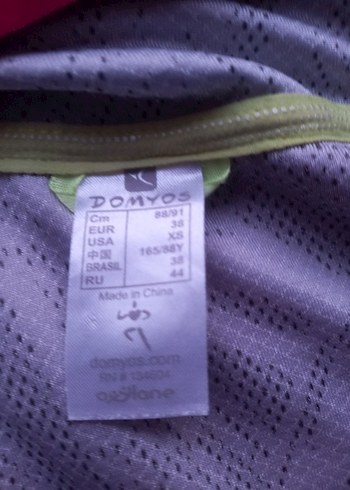 DOMYOS
Cm 88/91
EUR 38
USA XS
中国 165/88Y
BRASIL 38
RU 44
Made in China
domyos.com
oxylane